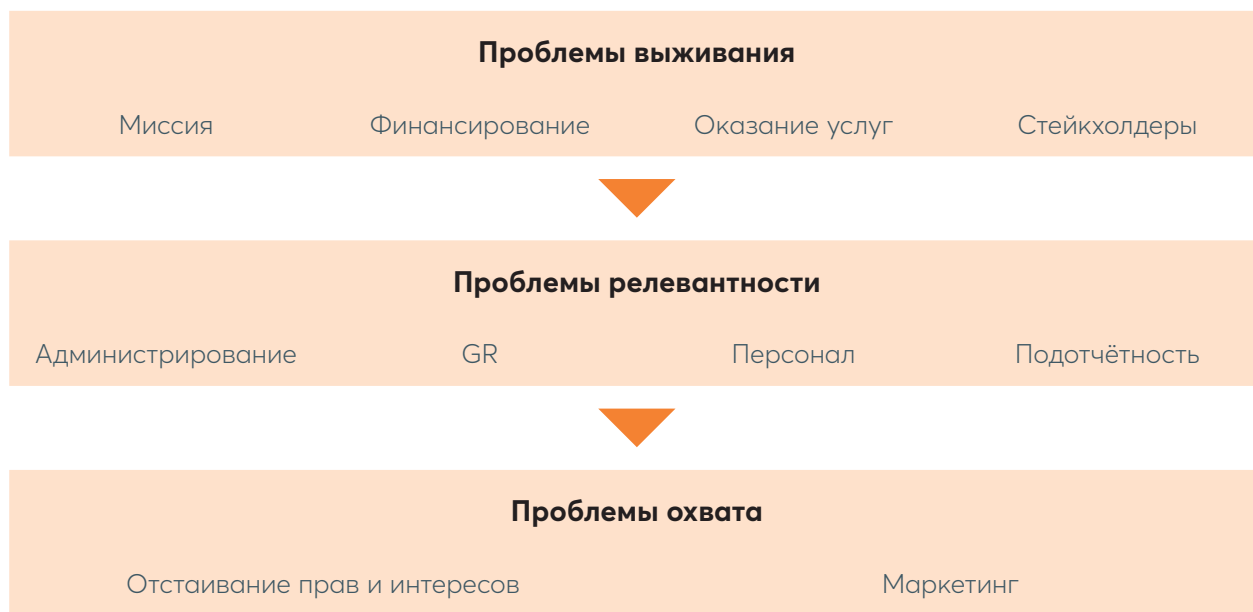 Проблемы выживания
Миссия Финансирование Оказание услуг Стейкхолдеры
Проблемы релевантности
Администрирование GR Персонал Подотчётность
Проблемы охвата
Отстаивание прав и интересов Маркетинг